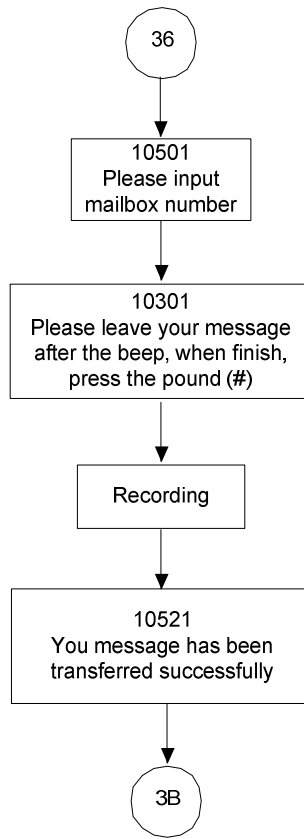 36
10501
Please input
mailbox number
10301
Please leave your message
after the beep, when finish,
press the pound (#)
Recording
10521
You message has been
transferred successfully
3B